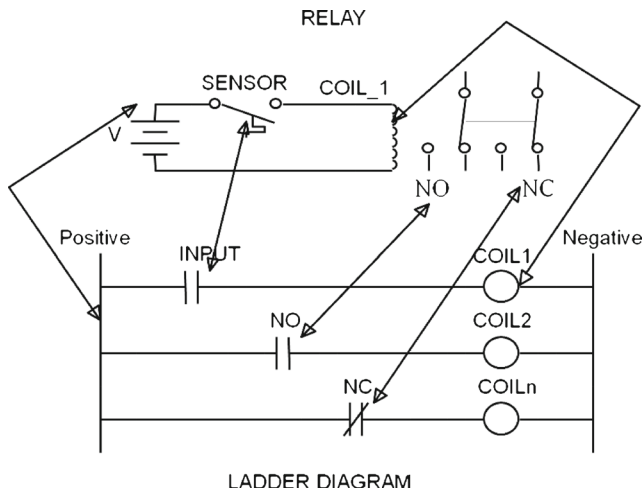 RELAY
SENSOR
COIL_1
V
NO
NC
Positive
Negative
INPUT
COIL1
NO
COIL2
NC
COILn
LADDER DIAGRAM